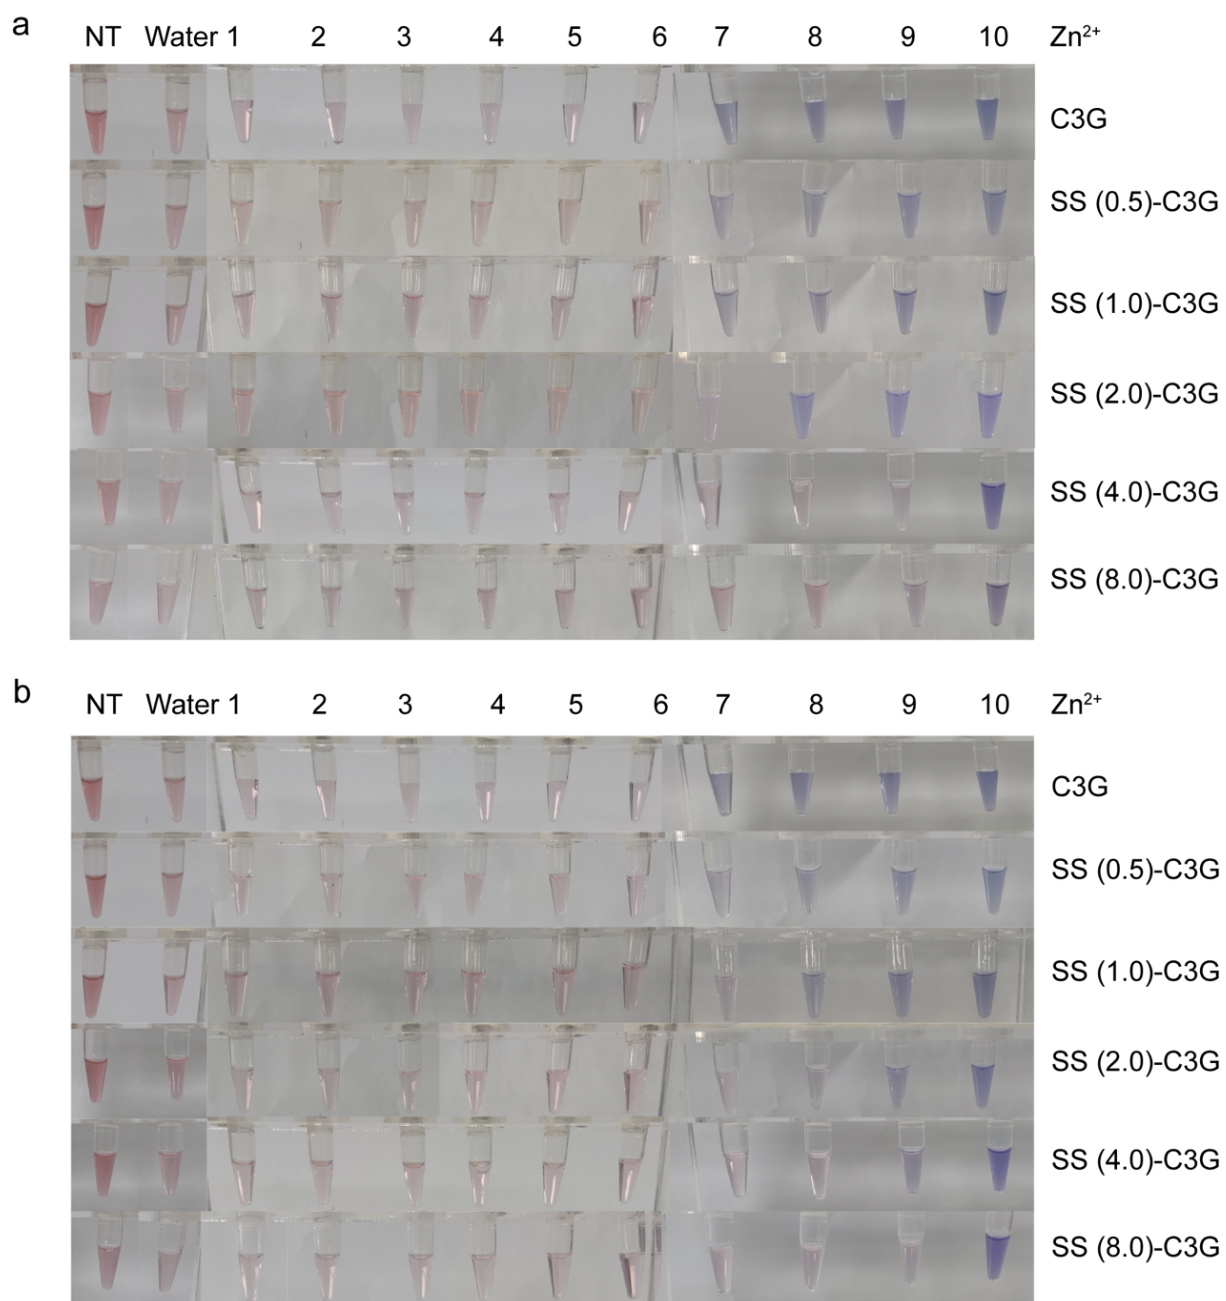 a
NT Water 1 2 3 4 5 6 7 8 9 10 Zn²⁺
C3G
SS (0.5)-C3G
SS (1.0)-C3G
SS (2.0)-C3G
SS (4.0)-C3G
SS (8.0)-C3G
b
NT Water 1 2 3 4 5 6 7 8 9 10 Zn²⁺
C3G
SS (0.5)-C3G
SS (1.0)-C3G
SS (2.0)-C3G
SS (4.0)-C3G
SS (8.0)-C3G